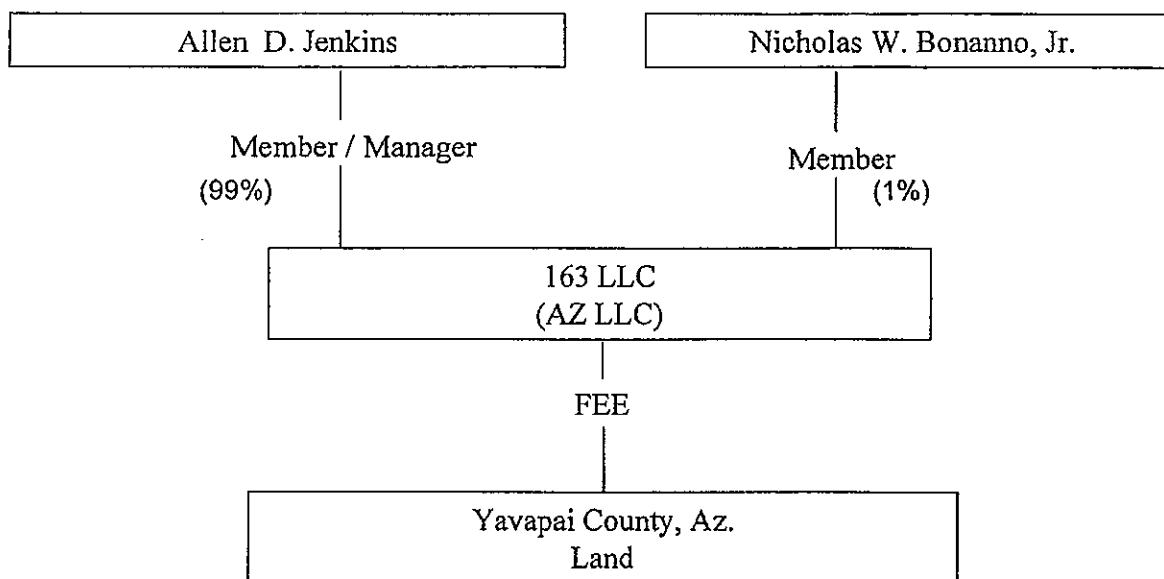 Allen D. Jenkins
Nicholas W. Bonanno, Jr.
Member / Manager
(99%)
Member
(1%)
163 LLC
(AZ LLC)
FEE
Yavapai County, Az.
Land